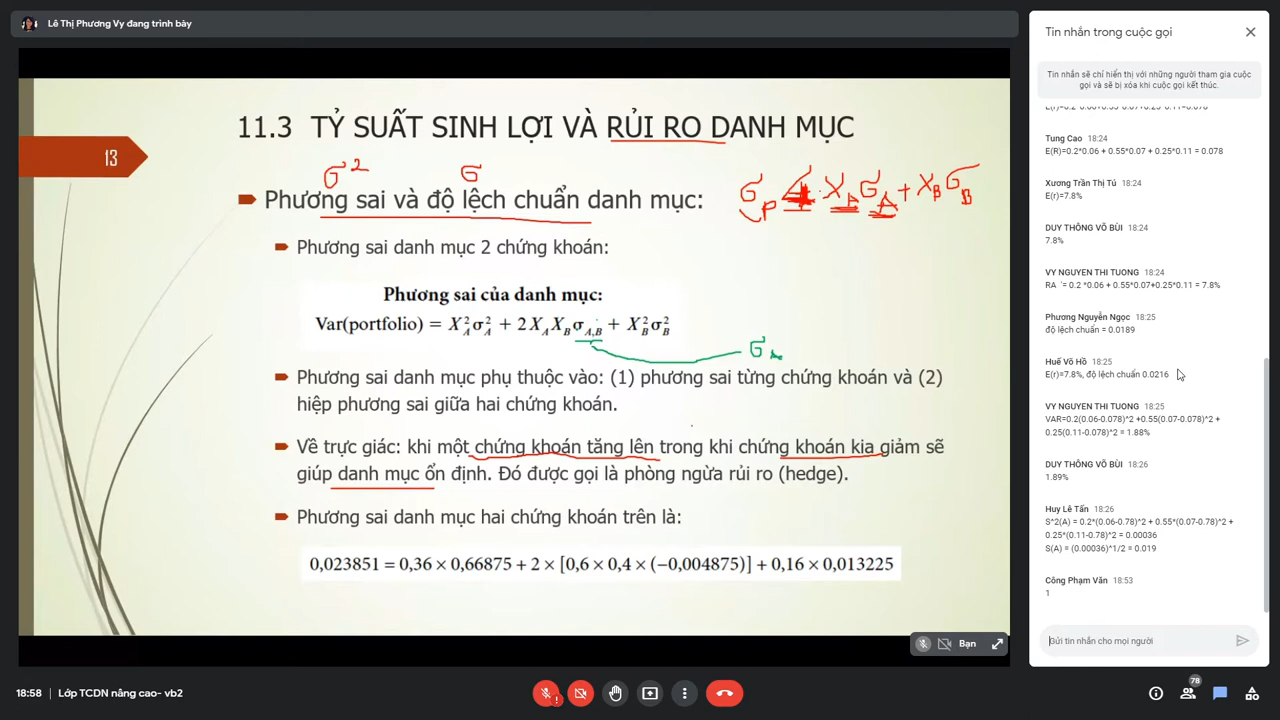 Lê Thị Phương Vy đang trình bày
13
11.3 TỶ SUẤT SINH LỢI VÀ RỦI RO DANH MỤC
σ² σ
Phương sai và độ lệch chuẩn danh mục:
σP X_A σ_A + X_B σ_B
Phương sai danh mục 2 chứng khoán:
Phương sai của danh mục:
Var(portfolio) = X²_A σ²_A + 2X_A X_B σ_A,B + X²_B σ²_B
σ
Phương sai danh mục phụ thuộc vào: (1) phương sai từng chứng khoán và (2)
hiệp phương sai giữa hai chứng khoán.
Về trực giác: khi một chứng khoán tăng lên trong khi chứng khoán kia giảm sẽ
giúp danh mục ổn định. Đó được gọi là phòng ngừa rủi ro (hedge).
Phương sai danh mục hai chứng khoán trên là:
0,023851 = 0,36 × 0,66875 + 2 × [0,6 × 0,4 × (−0,004875)] + 0,16 × 0,013225
Bạn
18:58 Lớp TCDN nâng cao- vb2
Tin nhắn trong cuộc gọi
Tin nhắn sẽ chỉ hiển thị với những người tham gia cuộc
gọi và sẽ bị xóa khi cuộc gọi kết thúc.
Tung Cao 18:24
E(R)=0.2*0.06 + 0.55*0.07 + 0.25*0.11 = 0.078
Xương Trần Thị Tú 18:24
E(r)=7.8%
DUY THÔNG VÕ BÙI 18:24
7.8%
VY NGUYEN THI TUONG 18:24
RA `= 0.2 *0.06 + 0.55*0.07+0.25*0.11 = 7.8%
Phương Nguyễn Ngọc 18:25
độ lệch chuẩn = 0.0189
Huế Võ Hồ 18:25
E(r)=7.8%, độ lệch chuẩn 0.0216
VY NGUYEN THI TUONG 18:25
VAR=0.2(0.06-0.078)^2 +0.55(0.07-0.078)^2 +
0.25(0.11-0.078)^2 = 1.88%
DUY THÔNG VÕ BÙI 18:26
1.89%
Huy Lê Tấn 18:26
S^2(A) = 0.2*(0.06-0.78)^2 + 0.55*(0.07-0.78)^2 +
0.25*(0.11-0.78)^2 = 0.00036
S(A) = (0.00036)^1/2 = 0.019
Công Phạm Văn 18:53
1
Gửi tin nhắn cho mọi người
78